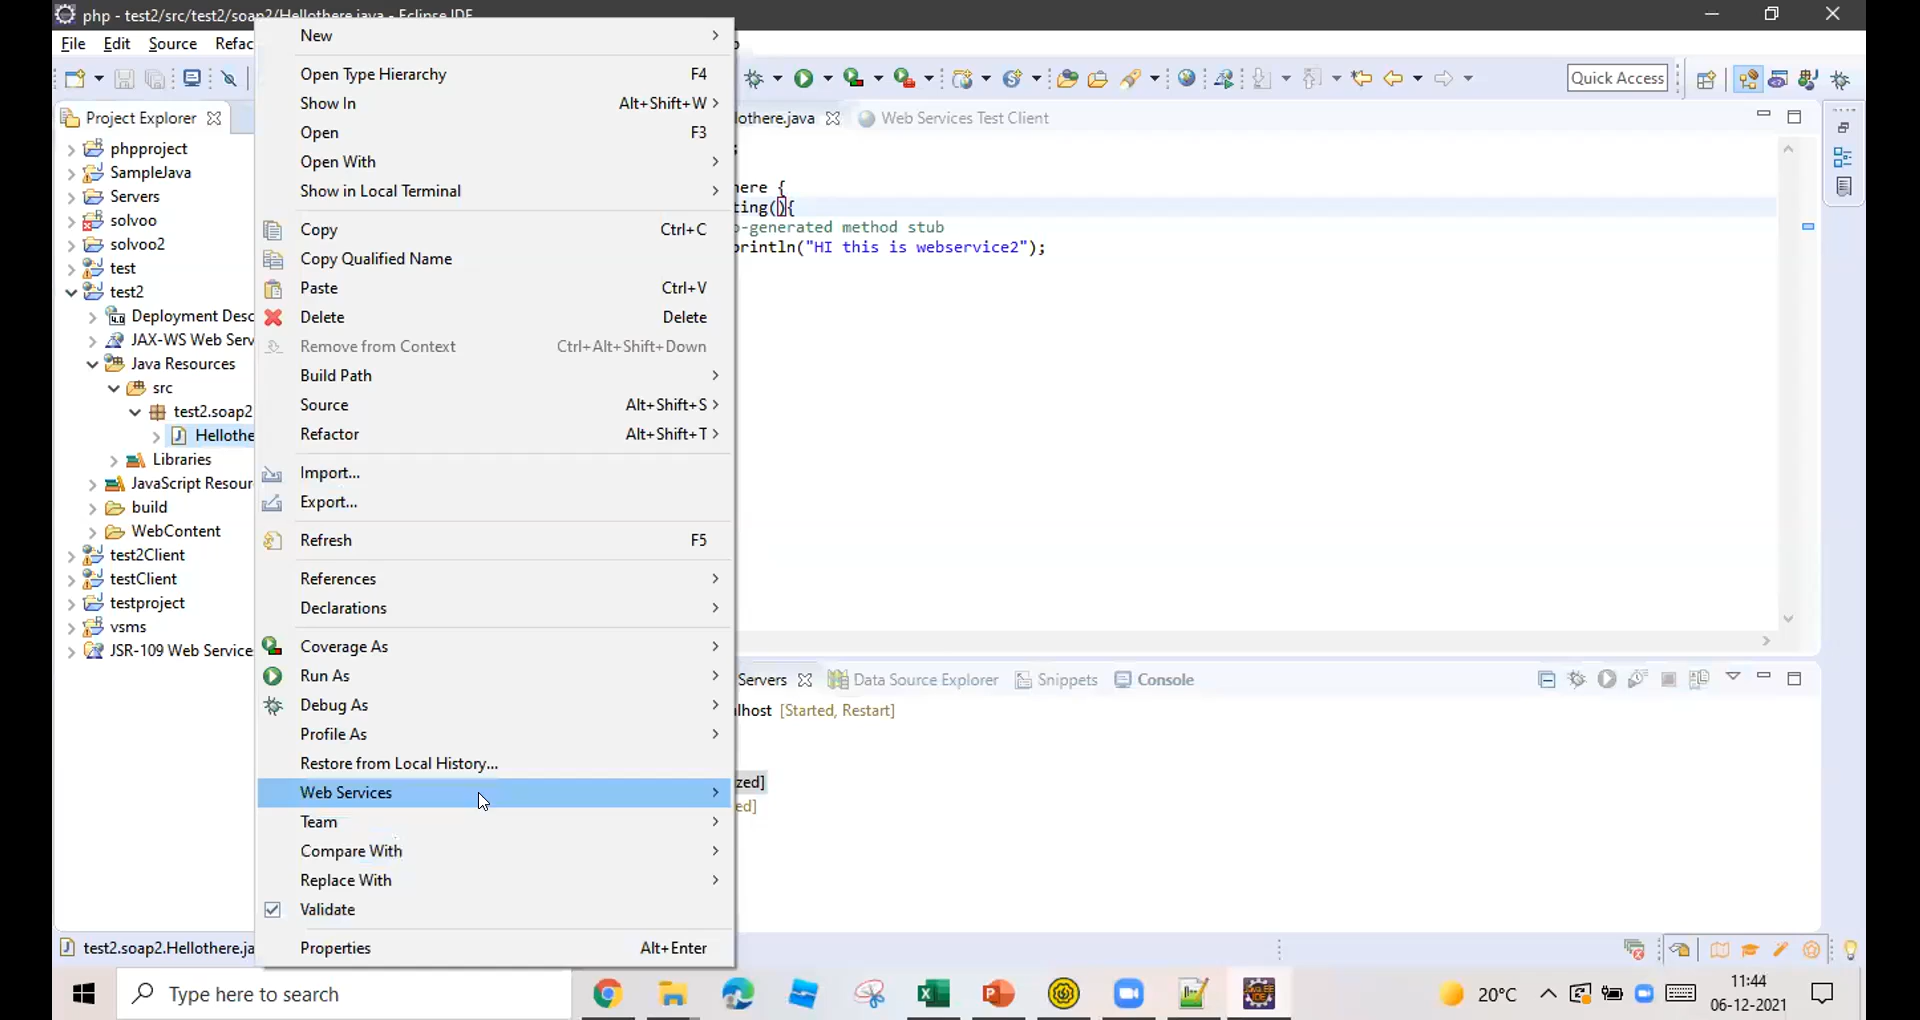 php - test2/src/test2/soap2/Hellothere.java - Eclipse IDE
File Edit Source Refac
Quick Access
Project Explorer
phpproject
SampleJava
Servers
solvoo
solvoo2
test
test2
Deployment Desc
JAX-WS Web Serv
Java Resources
src
test2.soap2
Hellothe
Libraries
JavaScript Resour
build
WebContent
test2Client
testClient
testproject
vsms
JSR-109 Web Service
New
Open Type Hierarchy F4
Show In Alt+Shift+W
Open F3
Open With
Show in Local Terminal
Copy Ctrl+C
Copy Qualified Name
Paste Ctrl+V
Delete Delete
Remove from Context Ctrl+Alt+Shift+Down
Build Path
Source Alt+Shift+S
Refactor Alt+Shift+T
Import...
Export...
Refresh F5
References
Declarations
Coverage As
Run As
Debug As
Profile As
Restore from Local History...
Web Services
Team
Compare With
Replace With
Validate
Properties Alt+Enter
lothere.java Web Services Test Client
;
here {
ting(){
o-generated method stub
println("HI this is webservice2");
Servers Data Source Explorer Snippets Console
lhost [Started, Restart]
zed]
ed]
test2.soap2.Hellothere.ja
Type here to search
20°C
11:44
06-12-2021